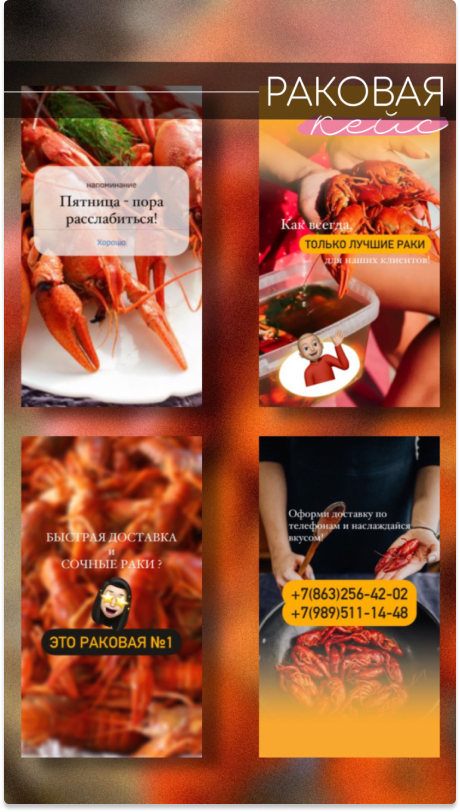 РАКОВАЯ
кейс
напоминание
Пятница - пора
расслабиться!
Хорошо
Как всегда,
ТОЛЬКО ЛУЧШИЕ РАКИ
для наших клиентов!
БЫСТРАЯ ДОСТАВКА
и
СОЧНЫЕ РАКИ ?
ЭТО РАКОВАЯ №1
Оформи доставку по
телефонам и наслаждайся
вкусом!
+7(863)256-42-02
+7(989)511-14-48